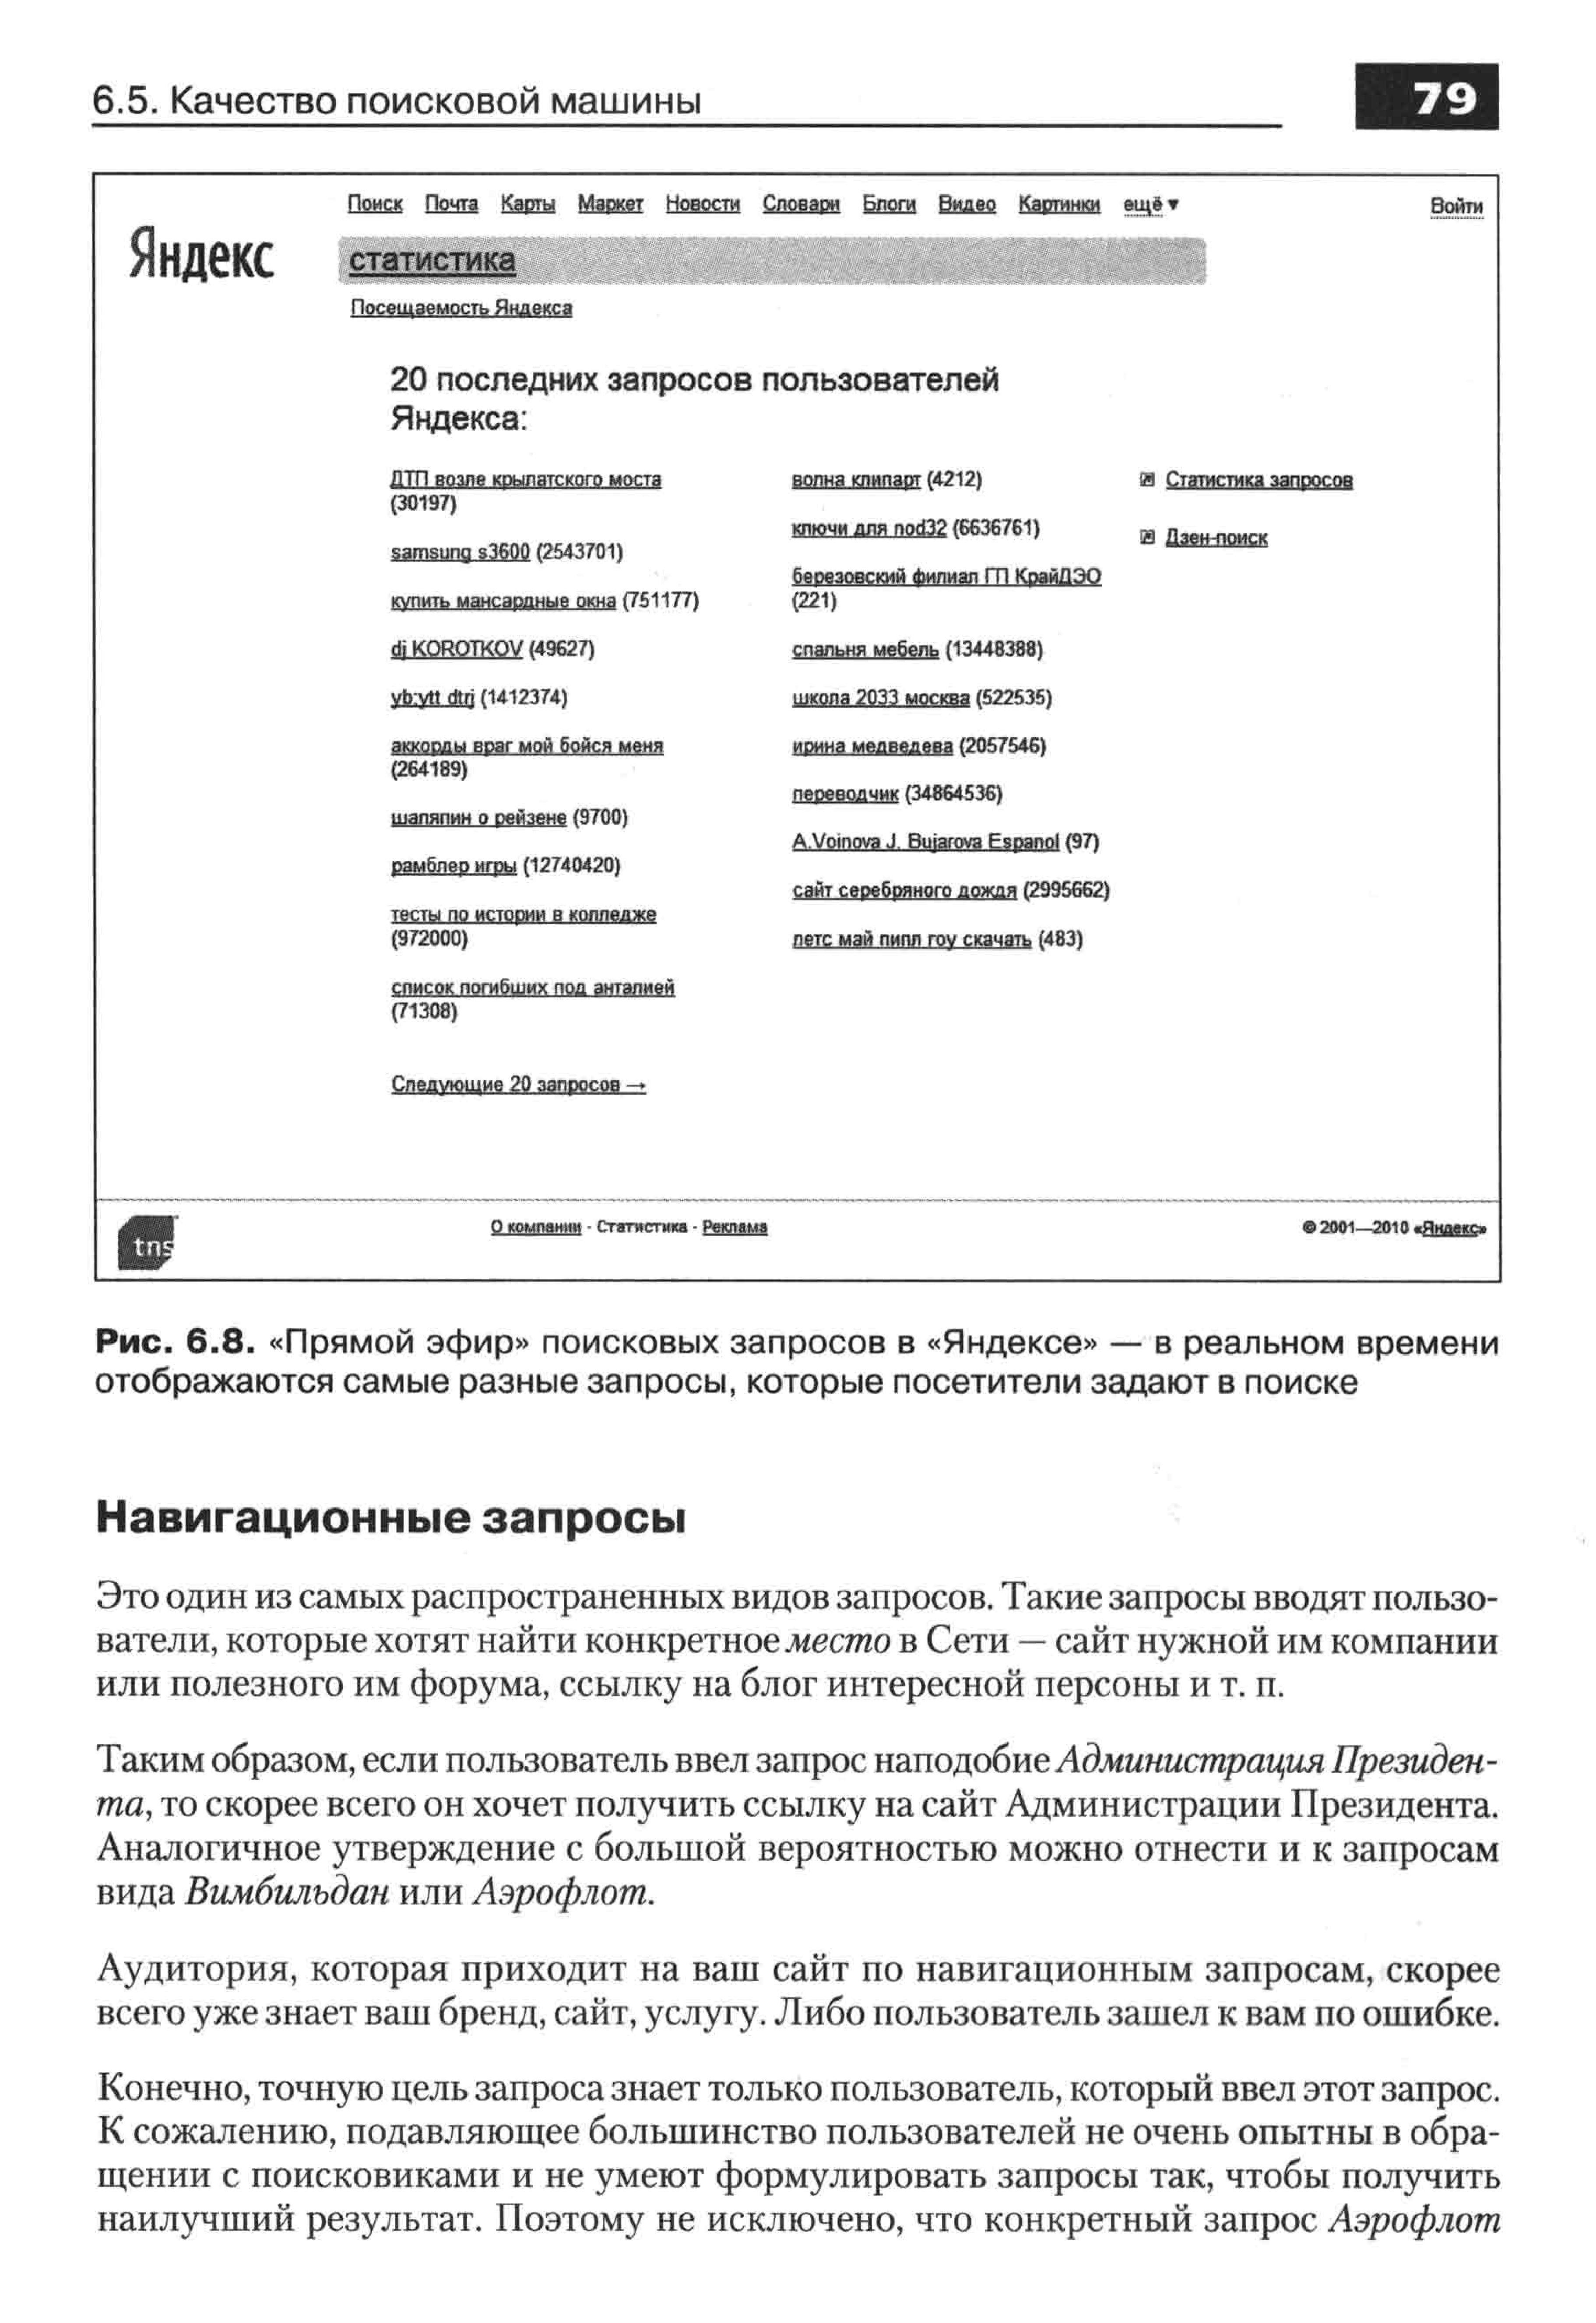 6.5. Качество поисковой машины
79
Поиск Почта Карты Маркет Новости Словари Блоги Видео Картинки ещё ▼
Войти
Яндекс
статистика
Посещаемость Яндекса
20 последних запросов пользователей
Яндекса:
ДТП возле крылатского моста
(30197)
samsung s3600 (2543701)
купить мансардные окна (751177)
dj KOROTKOV (49627)
yb;ytt dtrj (1412374)
аккорды враг мой бойся меня
(264189)
шаляпин о рейзене (9700)
рамблер игры (12740420)
тесты по истории в колледже
(972000)
список погибших под анталией
(71308)
волна клипарт (4212)
ключи для nod32 (6636761)
березовский филиал ГП КрайДЭО
(221)
спальня мебель (13448388)
школа 2033 москва (522535)
ирина медведева (2057546)
переводчик (34864536)
A.Voinova J. Bujarova Espanol (97)
сайт серебряного дождя (2995662)
летс май пипл гоу скачать (483)
Статистика запросов
Дзен-поиск
Следующие 20 запросов →
tns
О компании · Статистика · Реклама
© 2001—2010 «Яндекс»
Рис. 6.8. «Прямой эфир» поисковых запросов в «Яндексе» — в реальном времени
отображаются самые разные запросы, которые посетители задают в поиске
Навигационные запросы
Это один из самых распространенных видов запросов. Такие запросы вводят пользо-
ватели, которые хотят найти конкретное место в Сети — сайт нужной им компании
или полезного им форума, ссылку на блог интересной персоны и т. п.
Таким образом, если пользователь ввел запрос наподобие Администрация Президен-
та, то скорее всего он хочет получить ссылку на сайт Администрации Президента.
Аналогичное утверждение с большой вероятностью можно отнести и к запросам
вида Вимбильдан или Аэрофлот.
Аудитория, которая приходит на ваш сайт по навигационным запросам, скорее
всего уже знает ваш бренд, сайт, услугу. Либо пользователь зашел к вам по ошибке.
Конечно, точную цель запроса знает только пользователь, который ввел этот запрос.
К сожалению, подавляющее большинство пользователей не очень опытны в обра-
щении с поисковиками и не умеют формулировать запросы так, чтобы получить
наилучший результат. Поэтому не исключено, что конкретный запрос Аэрофлот